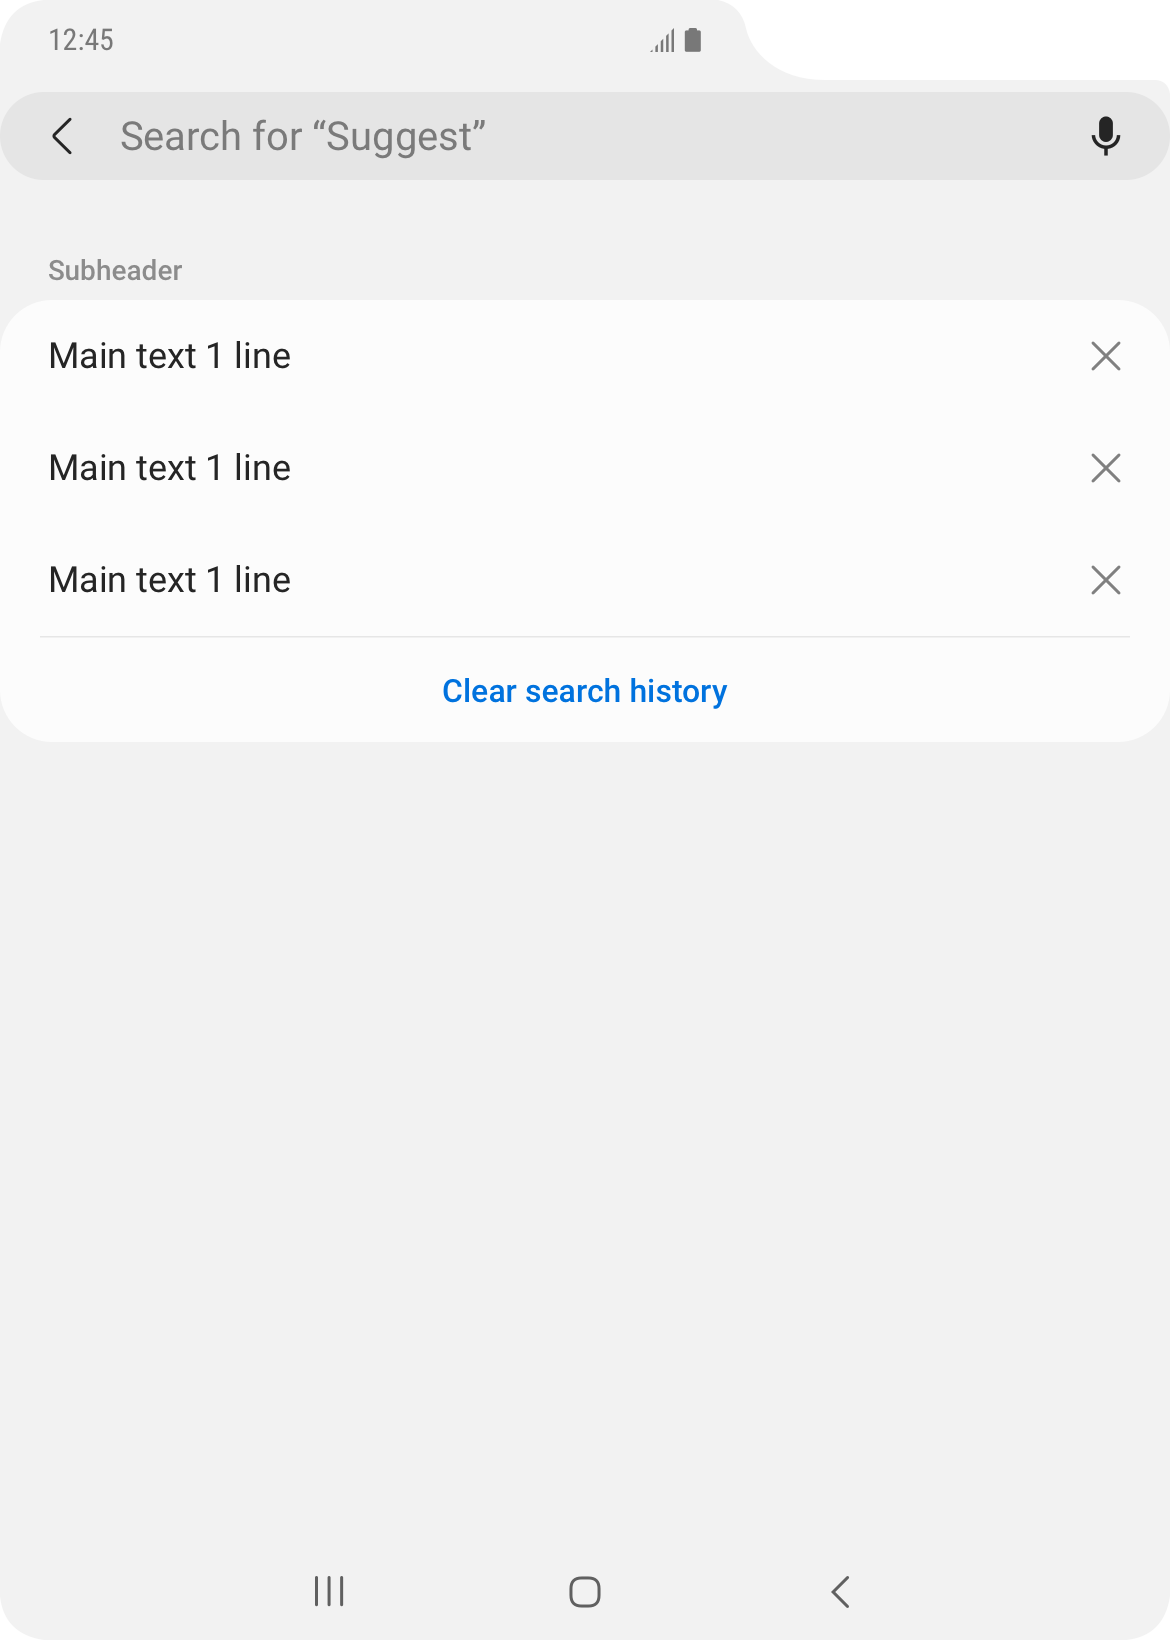 12:45
Search for “Suggest”
Subheader
Main text 1 line
Main text 1 line
Main text 1 line
Clear search history